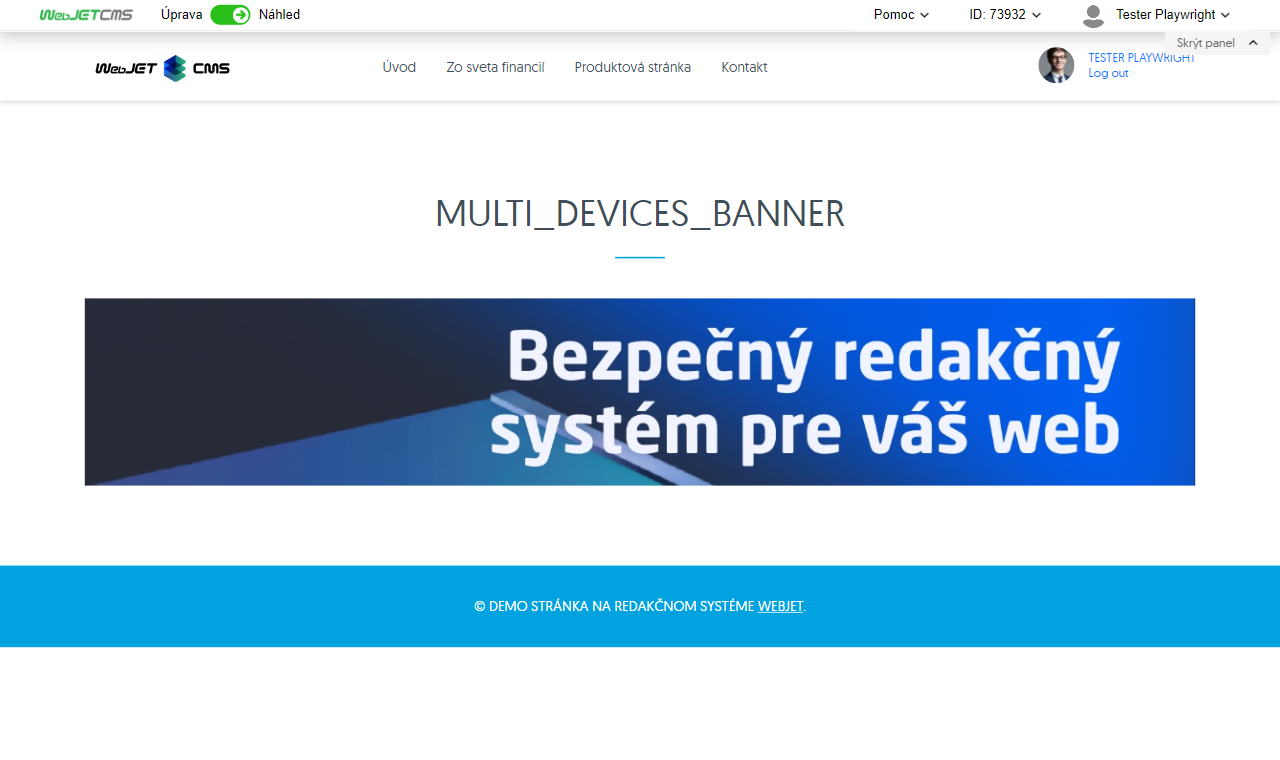 WebJETCMS Úprava Náhled Pomoc ID: 73932 Tester Playwright
Skrýt panel
WebJET CMS Úvod Zo sveta financií Produktová stránka Kontakt TESTER PLAYWRIGHT
Log out
MULTI_DEVICES_BANNER
Bezpečný redakčný
systém pre váš web
© DEMO STRÁNKA NA REDAKČNOM SYSTÉME WEBJET.